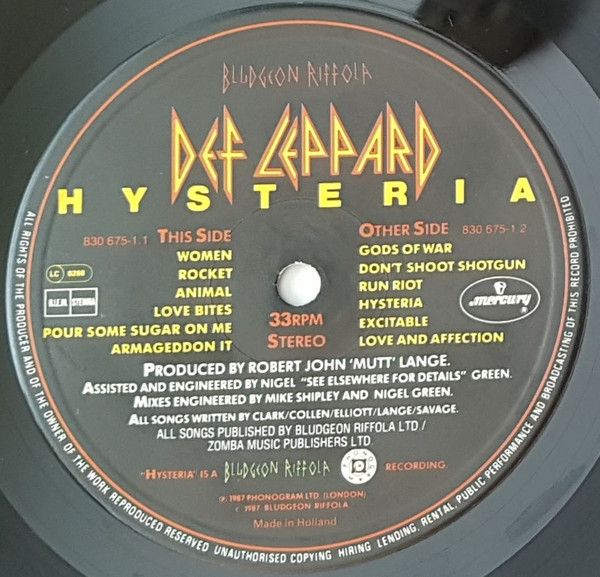 BLUDGEON RIFFOLA
DEF LEPPARD
HYSTERIA
830 675-1.1 THIS SIDE
WOMEN
ROCKET
ANIMAL
LOVE BITES
POUR SOME SUGAR ON ME
ARMAGEDDON IT
OTHER SIDE 830 675-1 2
GODS OF WAR
DON'T SHOOT SHOTGUN
RUN RIOT
HYSTERIA
EXCITABLE
LOVE AND AFFECTION
LC 0268
B.I.E.M. STEMRA
mercury ®
33RPM
STEREO
PRODUCED BY ROBERT JOHN 'MUTT' LANGE.
ASSISTED AND ENGINEERED BY NIGEL "SEE ELSEWHERE FOR DETAILS" GREEN.
MIXES ENGINEERED BY MIKE SHIPLEY AND NIGEL GREEN.
ALL SONGS WRITTEN BY CLARK/COLLEN/ELLIOTT/LANGE/SAVAGE.
ALL SONGS PUBLISHED BY BLUDGEON RIFFOLA LTD /
ZOMBA MUSIC PUBLISHERS LTD.
"HYSTERIA" IS A BLUDGEON RIFFOLA RECORDING.
℗ 1987 PHONOGRAM LTD (LONDON)
© 1987 BLUDGEON RIFFOLA
Made in Holland
ALL RIGHTS OF THE PRODUCER AND OF THE OWNER OF THE WORK REPRODUCED RESERVED UNAUTHORISED COPYING HIRING LENDING, RENTAL, PUBLIC PERFORMANCE AND BROADCASTING OF THIS RECORD PROHIBITED